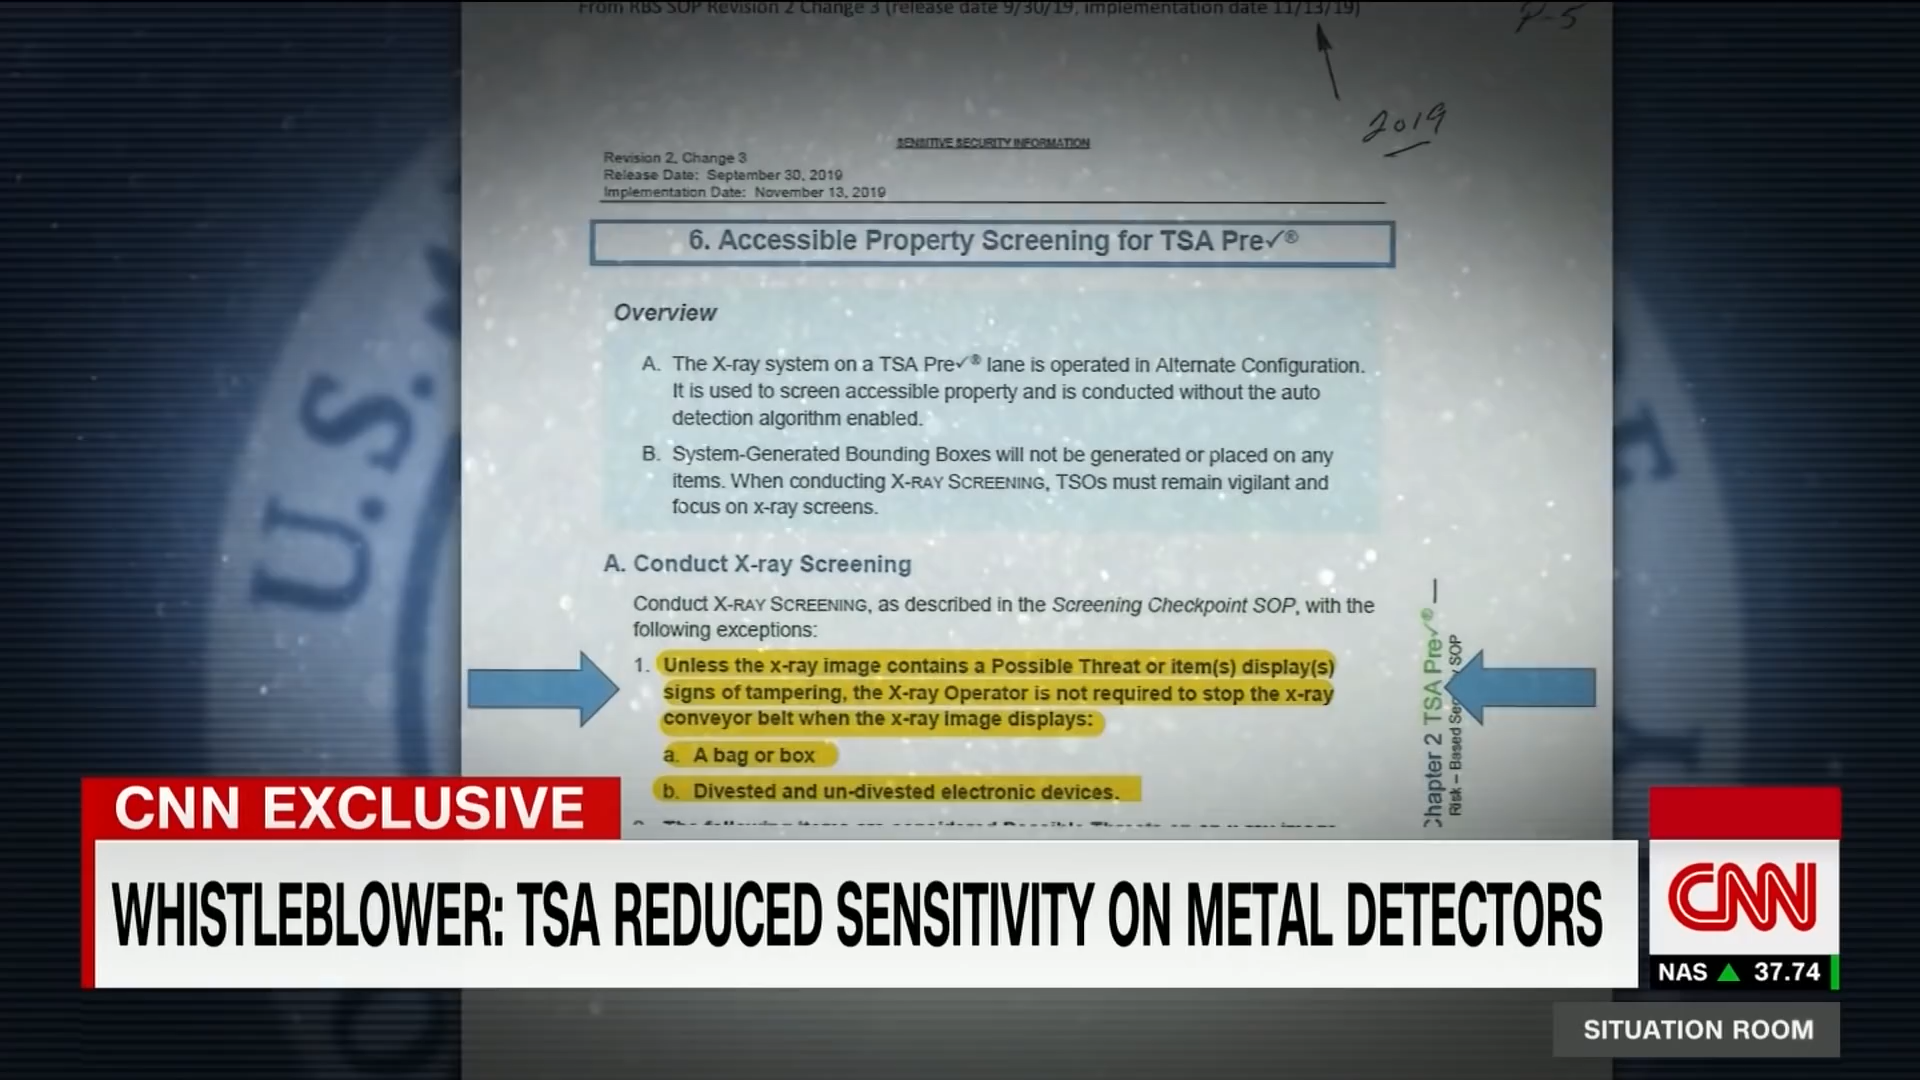 From RBS SOP Revision 2 Change 3 (release date 9/30/19, implementation date 11/13/19)
P-5
2019
SENSITIVE SECURITY INFORMATION
Revision 2, Change 3
Release Date: September 30, 2019
Implementation Date: November 13, 2019
6. Accessible Property Screening for TSA Pre✓®
Overview
A. The X-ray system on a TSA Pre✓® lane is operated in Alternate Configuration.
It is used to screen accessible property and is conducted without the auto
detection algorithm enabled.
B. System-Generated Bounding Boxes will not be generated or placed on any
items. When conducting X-RAY SCREENING, TSOs must remain vigilant and
focus on x-ray screens.
A. Conduct X-ray Screening
Conduct X-RAY SCREENING, as described in the Screening Checkpoint SOP, with the
following exceptions:
1. Unless the x-ray image contains a Possible Threat or item(s) display(s)
signs of tampering, the X-ray Operator is not required to stop the x-ray
conveyor belt when the x-ray image displays:
a. A bag or box
b. Divested and un-divested electronic devices.
Chapter 2 TSA Pre✓® —
Risk – Based SOP
U.S.
CNN EXCLUSIVE
WHISTLEBLOWER: TSA REDUCED SENSITIVITY ON METAL DETECTORS
CNN
NAS ▲ 37.74
SITUATION ROOM